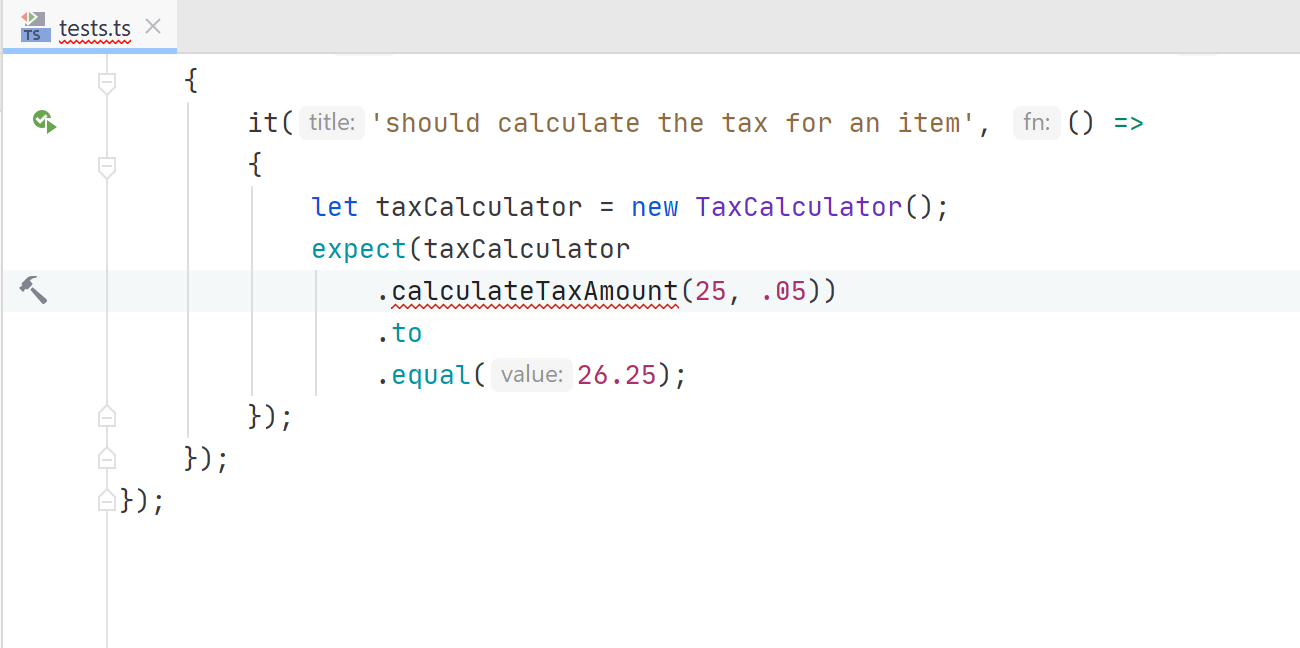 TS tests.ts
{
it( title: 'should calculate the tax for an item', fn: () =>
{
let taxCalculator = new TaxCalculator();
expect(taxCalculator
.calculateTaxAmount(25, .05))
.to
.equal( value: 26.25);
});
});
});